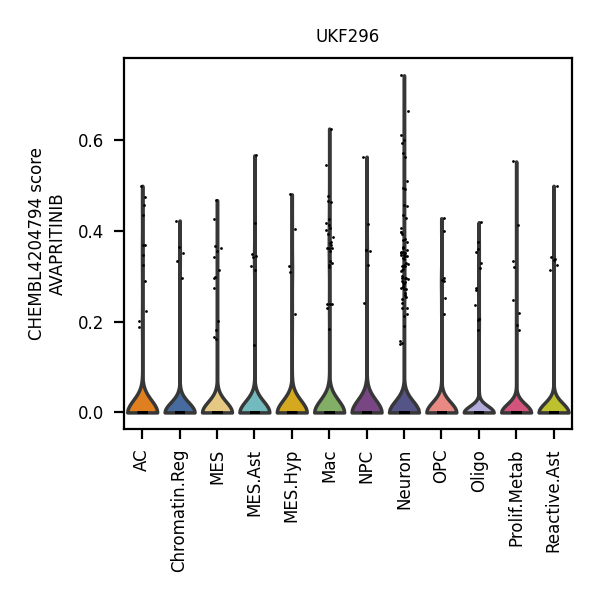 UKF296
CHEMBL4204794 score
AVAPRITINIB
0.6
0.4
0.2
0.0
AC
Chromatin.Reg
MES
MES.Ast
MES.Hyp
Mac
NPC
Neuron
OPC
Oligo
Prolif.Metab
Reactive.Ast